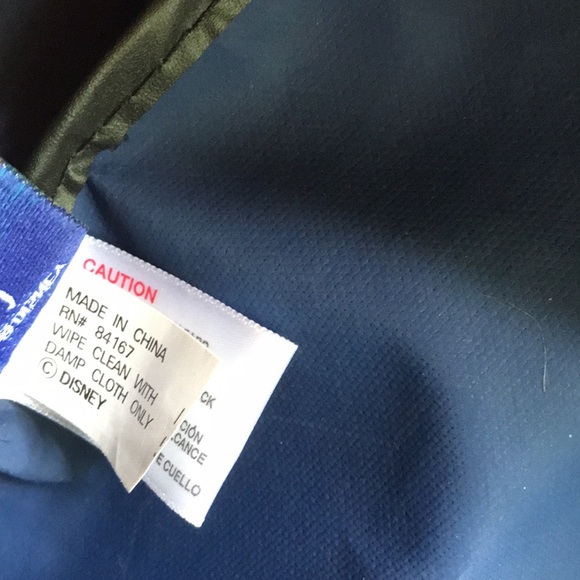 CAUTION
MADE IN CHINA
RN# 84167
WIPE CLEAN WITH
DAMP CLOTH ONLY
© DISNEY
CK
CIÓN
LCANCE
E CUELLO